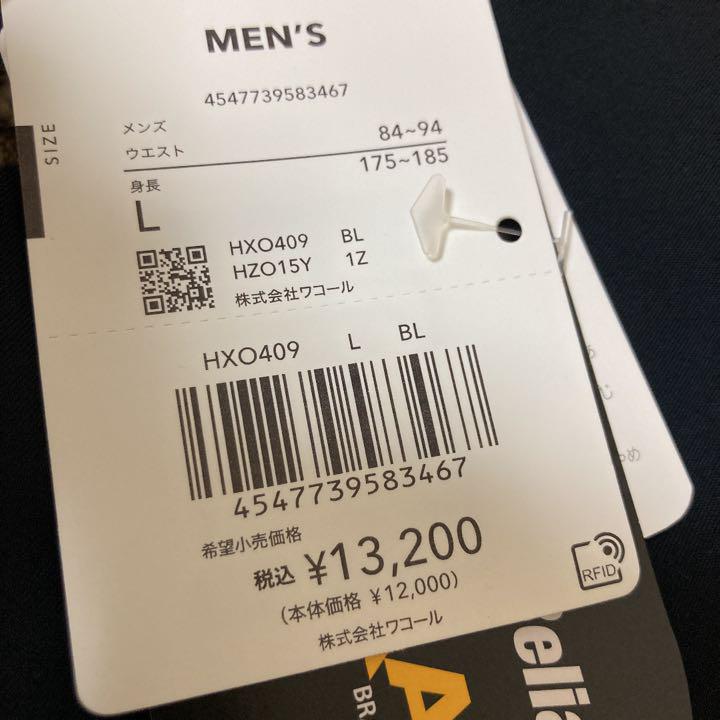 MEN'S
4547739583467
SIZE
メンズ
ウエスト 84~94
身長 175~185
L
HXO409 BL
HZO15Y 1Z
株式会社ワコール
HXO409 L BL
4547739583467
希望小売価格
税込 ¥13,200
(本体価格 ¥12,000)
株式会社ワコール
RFID
BR